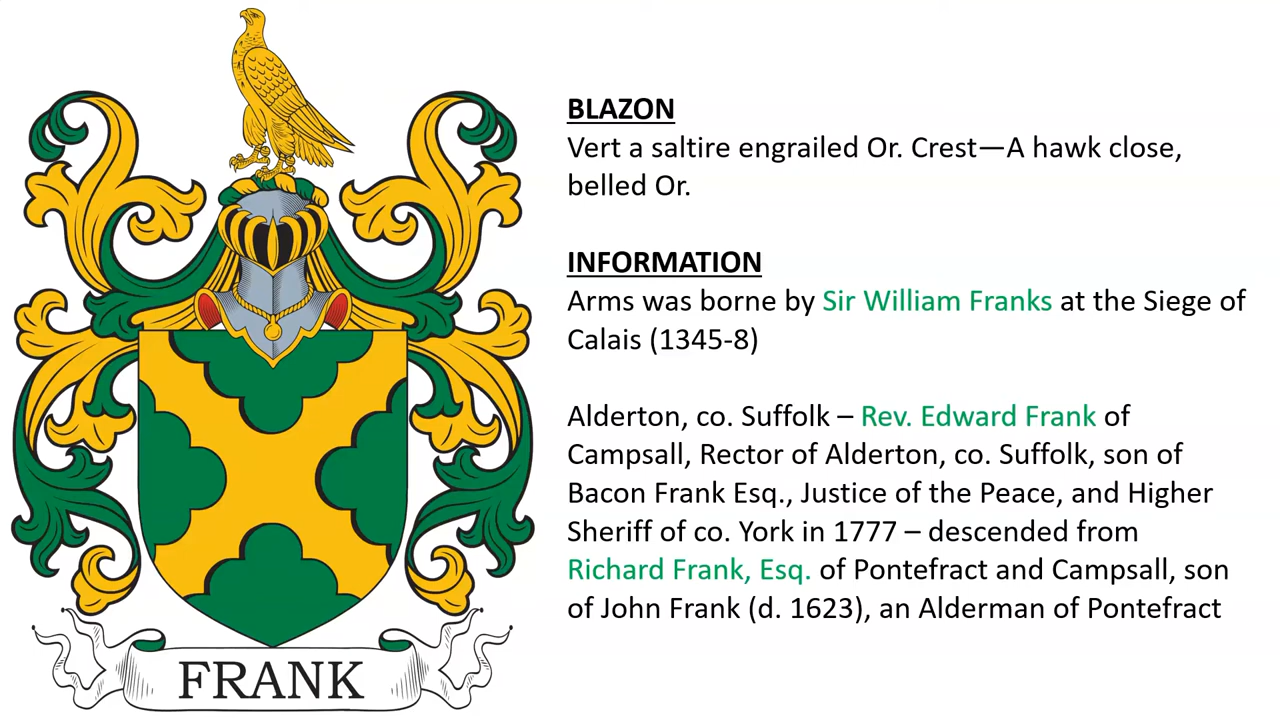 BLAZON
Vert a saltire engrailed Or. Crest—A hawk close,
belled Or.
INFORMATION
Arms was borne by Sir William Franks at the Siege of
Calais (1345-8)
Alderton, co. Suffolk – Rev. Edward Frank of
Campsall, Rector of Alderton, co. Suffolk, son of
Bacon Frank Esq., Justice of the Peace, and Higher
Sheriff of co. York in 1777 – descended from
Richard Frank, Esq. of Pontefract and Campsall, son
of John Frank (d. 1623), an Alderman of Pontefract
FRANK